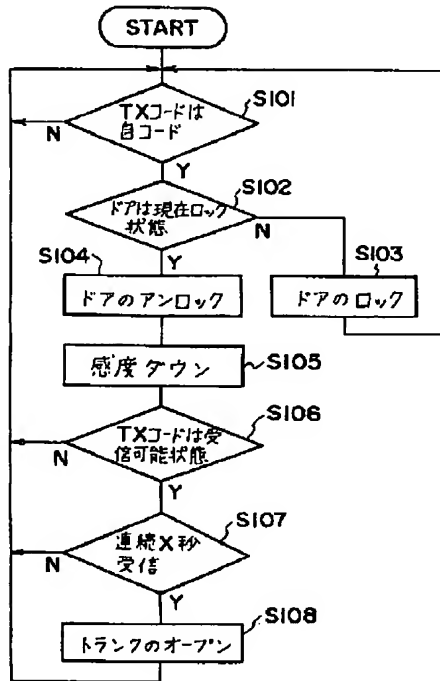 START
TXコードは
自コード
S101
N
Y
S102
ドアは現在ロック
状態
N
S104
Y
S103
ドアのアンロック
ドアのロック
感度ダウン
S105
S106
TXコードは受
信可能状態
N
Y
S107
連続X秒
受信
N
Y
S108
トランクのオープン